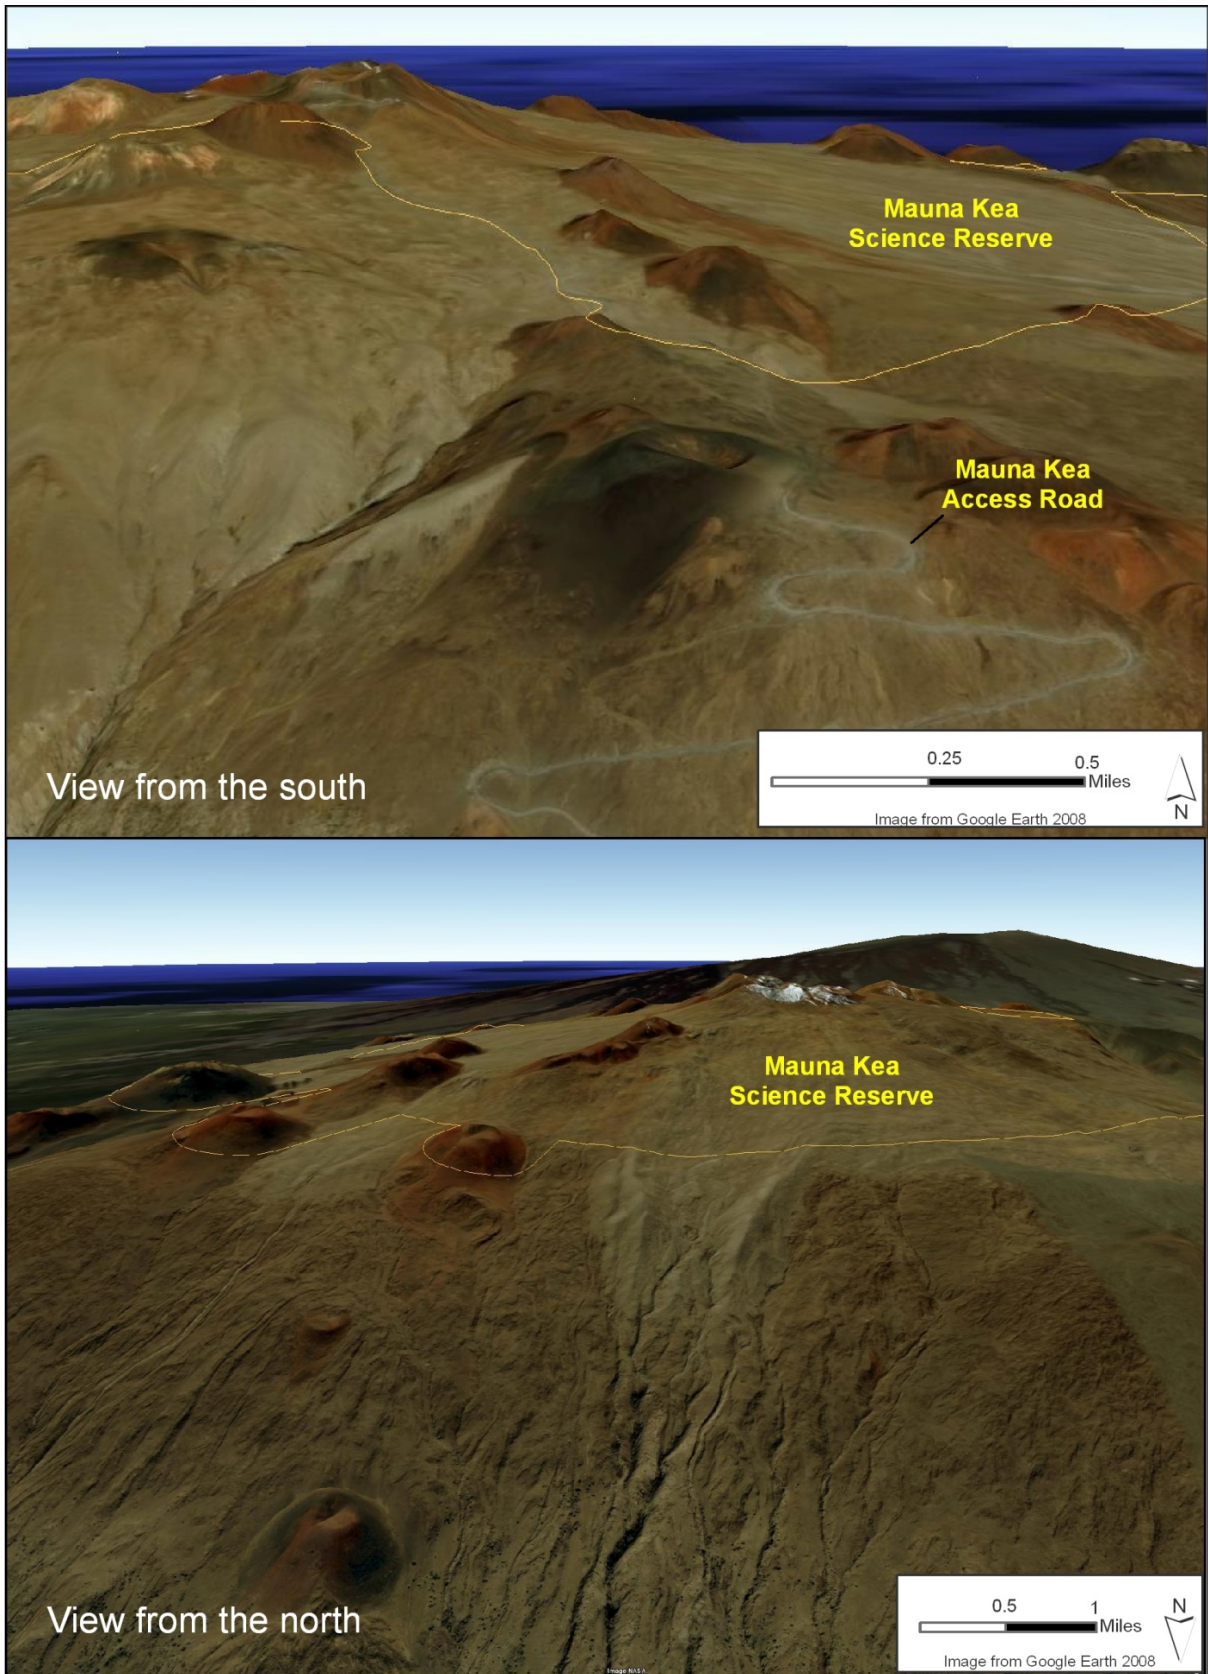 Mauna Kea
Science Reserve
Mauna Kea
Access Road
View from the south
0.25
0.5
Miles
N
Image from Google Earth 2008
Mauna Kea
Science Reserve
View from the north
N
0.5
1
Miles
Image from Google Earth 2008
Image NASA